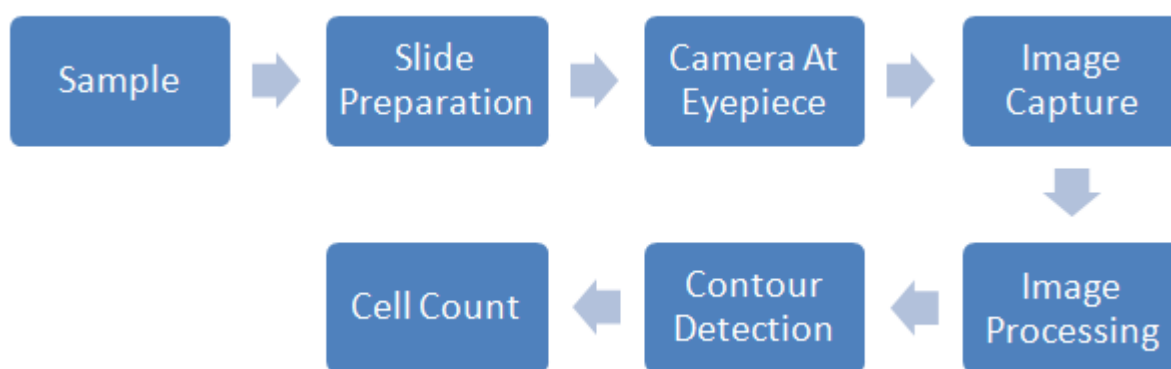 Sample
Slide
Preparation
Camera At
Eyepiece
Image
Capture
Image
Processing
Contour
Detection
Cell Count